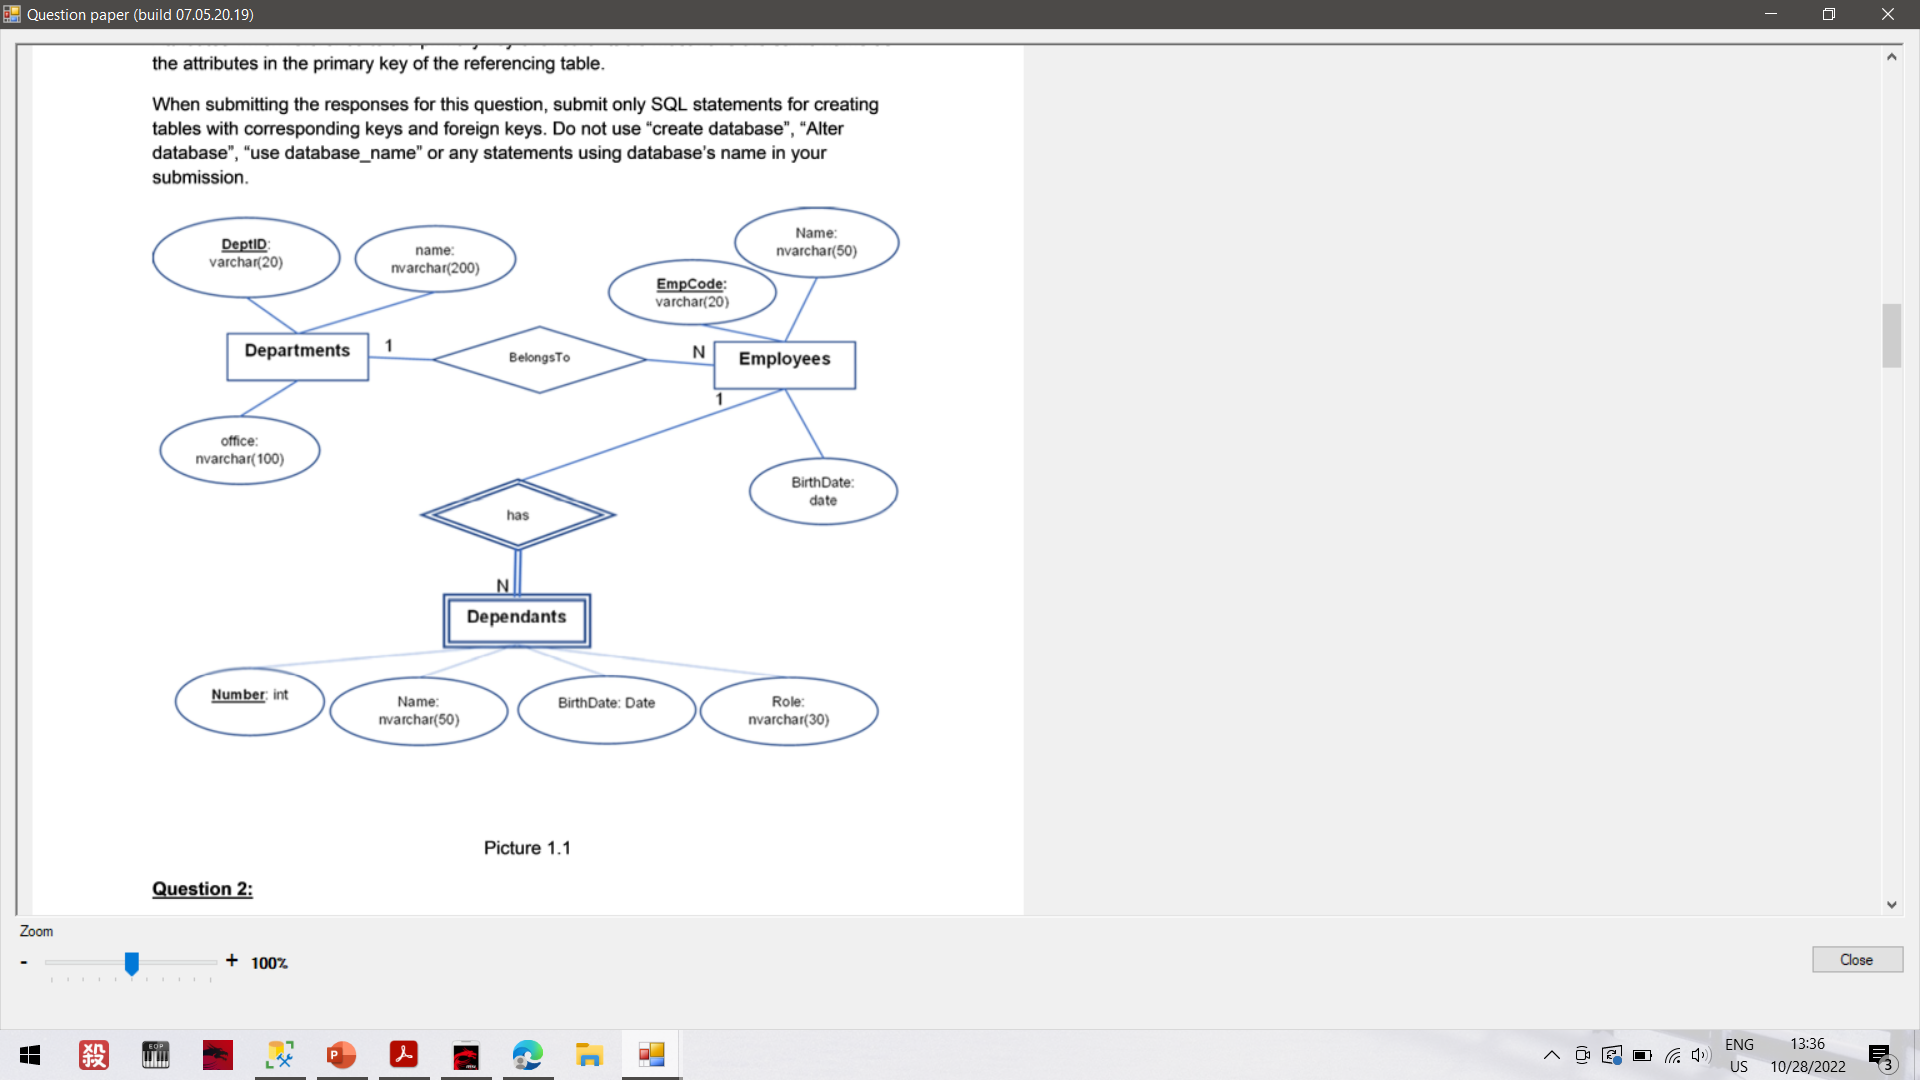 Question paper (build 07.05.20.19)
the attributes in the primary key of the referencing table.
When submitting the responses for this question, submit only SQL statements for creating
tables with corresponding keys and foreign keys. Do not use “create database”, “Alter
database”, “use database_name” or any statements using database’s name in your
submission.
DeptID:
varchar(20)
name:
nvarchar(200)
Name:
nvarchar(50)
EmpCode:
varchar(20)
Departments
1
BelongsTo
N
Employees
1
office:
nvarchar(100)
BirthDate:
date
has
N
Dependants
Number: int
Name:
nvarchar(50)
BirthDate: Date
Role:
nvarchar(30)
Picture 1.1
Question 2:
Zoom
- + 100%
Close
殺
EOP
P
ENG
US
13:36
10/28/2022
3